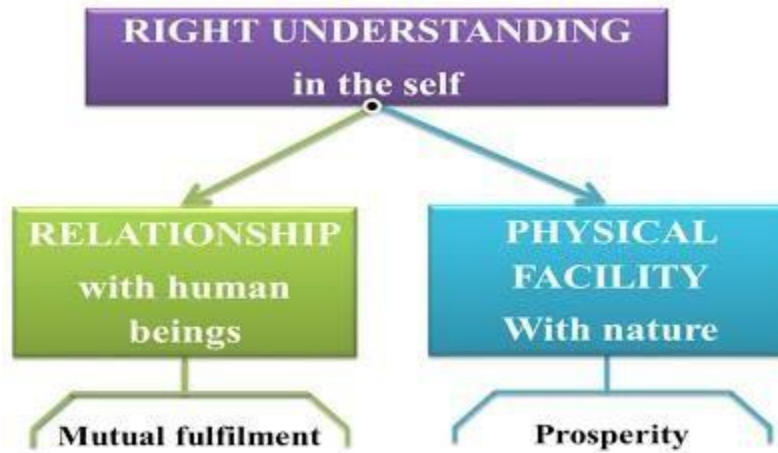 RIGHT UNDERSTANDING
in the self
RELATIONSHIP
with human
beings
PHYSICAL
FACILITY
With nature
Mutual fulfilment
Prosperity